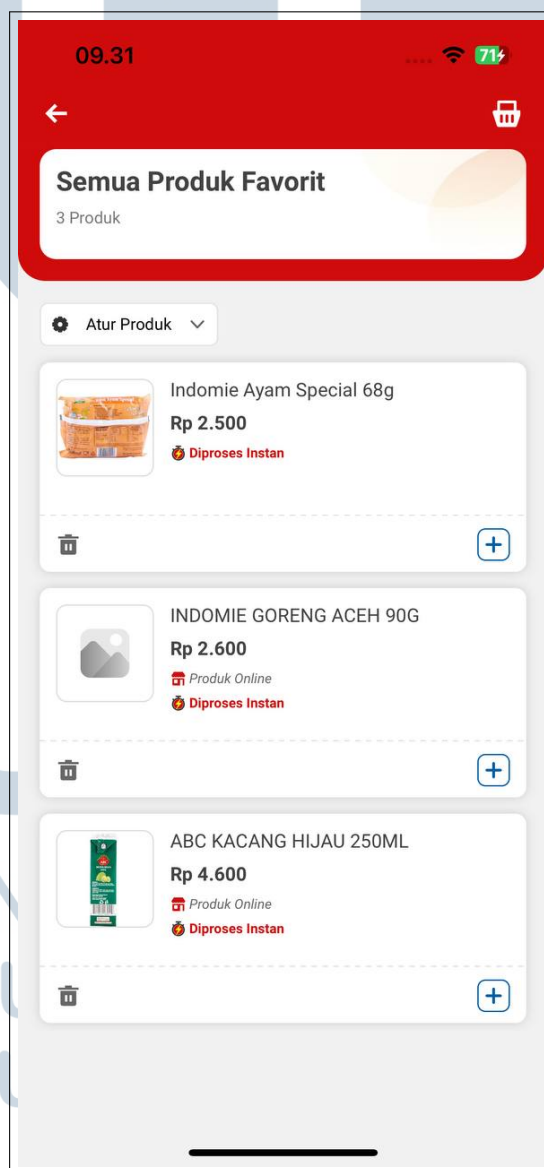 09.31
71
Semua Produk Favorit
3 Produk
Atur Produk
Indomie Ayam Special 68g
Rp 2.500
Diproses Instan
INDOMIE GORENG ACEH 90G
Rp 2.600
Produk Online
Diproses Instan
ABC KACANG HIJAU 250ML
Rp 4.600
Produk Online
Diproses Instan